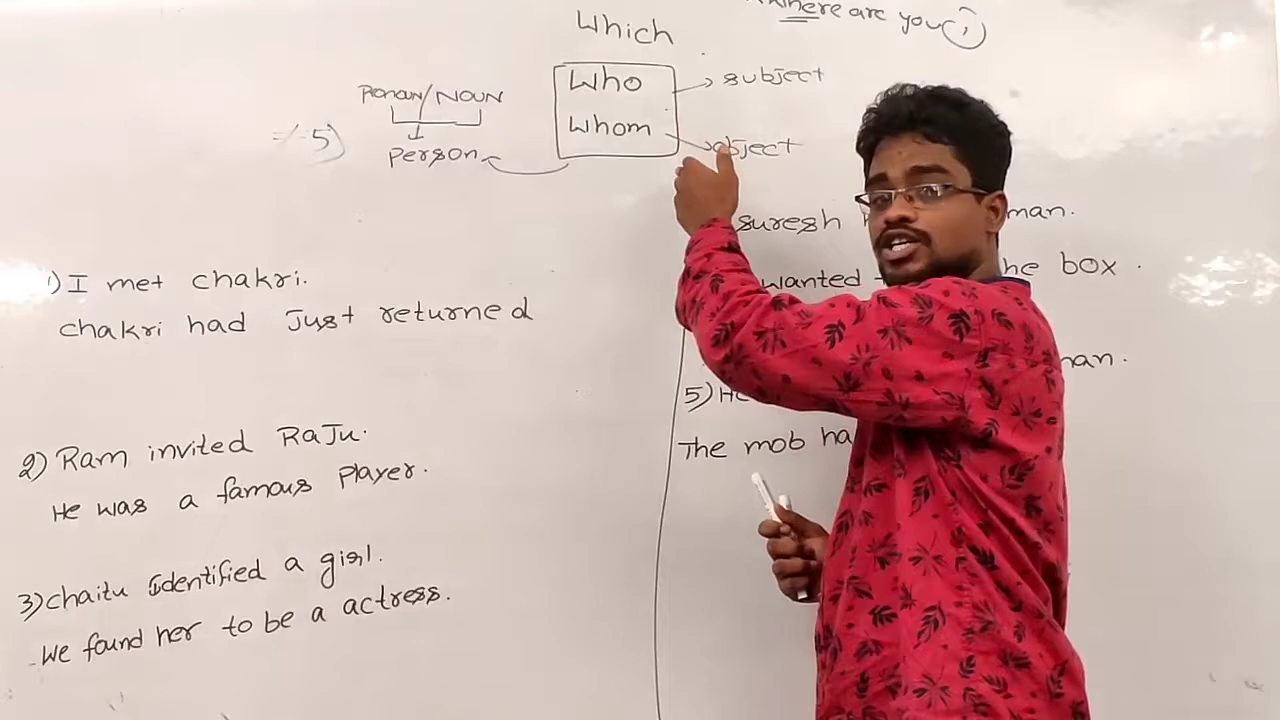 where are you
Which
Who
subject
Whom
object
Pronoun/NOUN
person
suresh
man.
wanted
the box.
1) I met chakri.
chakri had Just returned
man.
5) He
The mob ha
2) Ram invited RaJu.
He was a famous player.
3) chaitu Identified a girl.
We found her to be a actress.